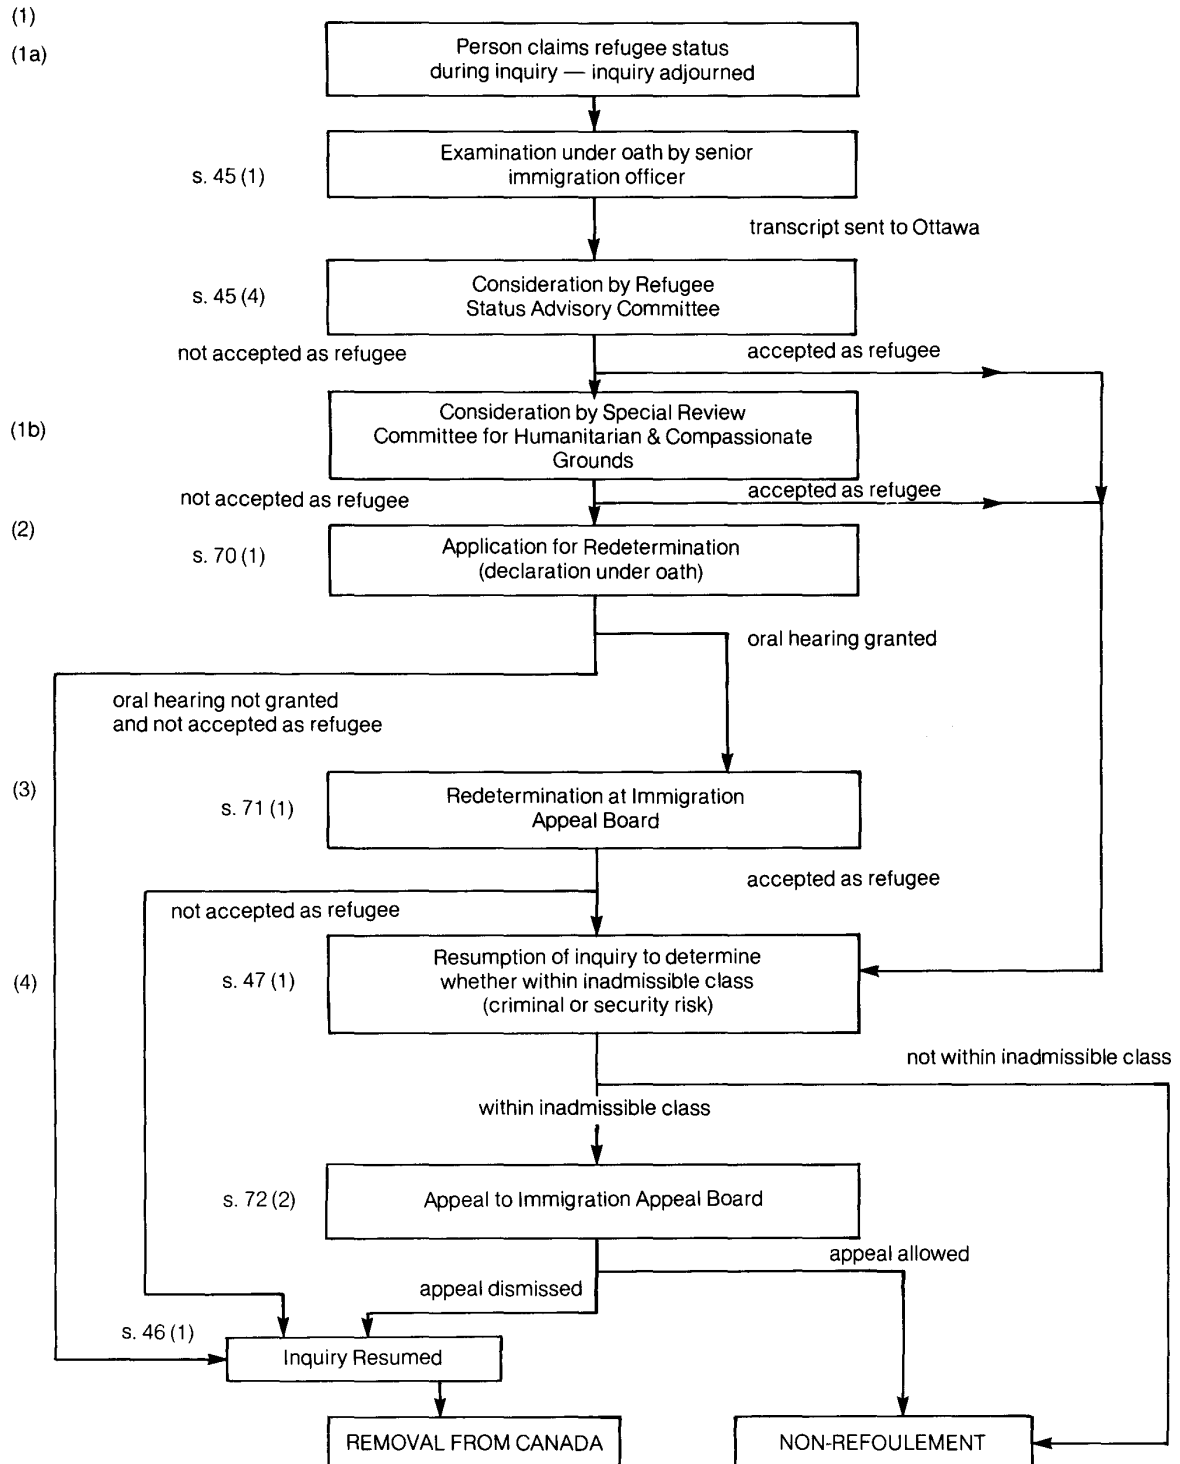 (1)
(1a)
Person claims refugee status
during inquiry — inquiry adjourned
s. 45 (1)
Examination under oath by senior
immigration officer
transcript sent to Ottawa
s. 45 (4)
Consideration by Refugee
Status Advisory Committee
not accepted as refugee
accepted as refugee
(1b)
Consideration by Special Review
Committee for Humanitarian & Compassionate
Grounds
not accepted as refugee
accepted as refugee
(2)
s. 70 (1)
Application for Redetermination
(declaration under oath)
oral hearing granted
oral hearing not granted
and not accepted as refugee
(3)
s. 71 (1)
Redetermination at Immigration
Appeal Board
accepted as refugee
not accepted as refugee
(4)
s. 47 (1)
Resumption of inquiry to determine
whether within inadmissible class
(criminal or security risk)
not within inadmissible class
within inadmissible class
s. 72 (2)
Appeal to Immigration Appeal Board
appeal allowed
appeal dismissed
s. 46 (1)
Inquiry Resumed
REMOVAL FROM CANADA
NON-REFOULEMENT